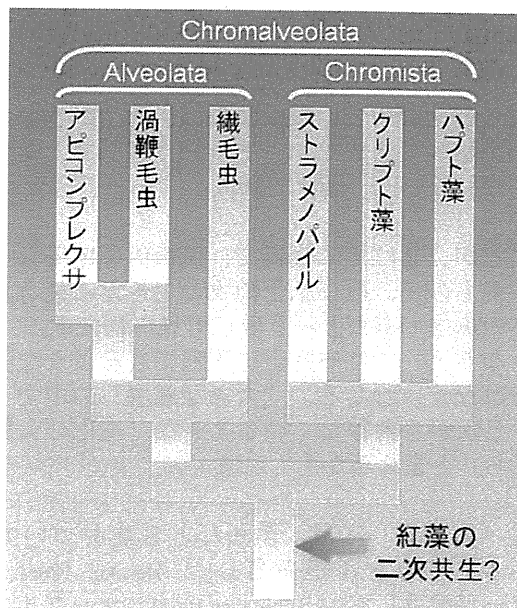 Chromalveolata
Alveolata
Chromista
アピコンプレクサ
渦鞭毛虫
繊毛虫
ストラメノパイル
クリプト藻
ハプト藻
紅藻の
二次共生?